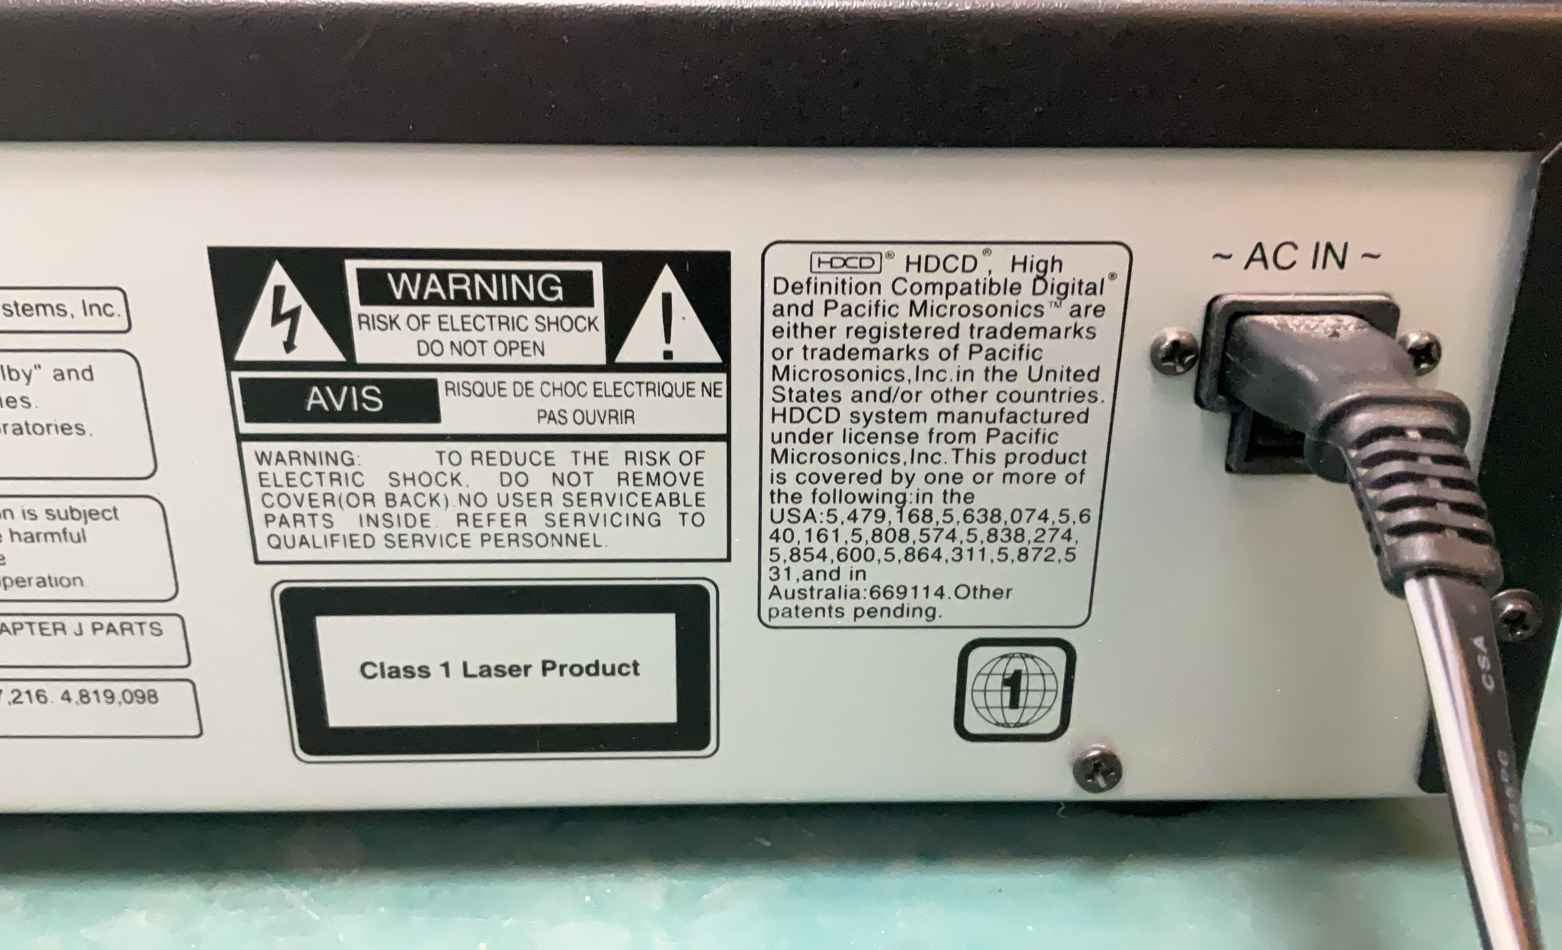 stems, Inc.
lby" and
ies.
ratories.
n is subject
harmful
e
peration
APTER J PARTS
7,216. 4,819,098
WARNING
RISK OF ELECTRIC SHOCK
DO NOT OPEN
AVIS
RISQUE DE CHOC ELECTRIQUE NE
PAS OUVRIR
WARNING: TO REDUCE THE RISK OF
ELECTRIC SHOCK, DO NOT REMOVE
COVER(OR BACK).NO USER SERVICEABLE
PARTS INSIDE. REFER SERVICING TO
QUALIFIED SERVICE PERSONNEL.
Class 1 Laser Product
HDCD® HDCD®, High
Definition Compatible Digital®
and Pacific Microsonics™ are
either registered trademarks
or trademarks of Pacific
Microsonics,Inc.in the United
States and/or other countries.
HDCD system manufactured
under license from Pacific
Microsonics,Inc.This product
is covered by one or more of
the following:in the
USA:5,479,168,5,638,074,5,6
40,161,5,808,574,5,838,274,
5,854,600,5,864,311,5,872,5
31,and in
Australia:669114.Other
patents pending.
1
~ AC IN ~
CSA